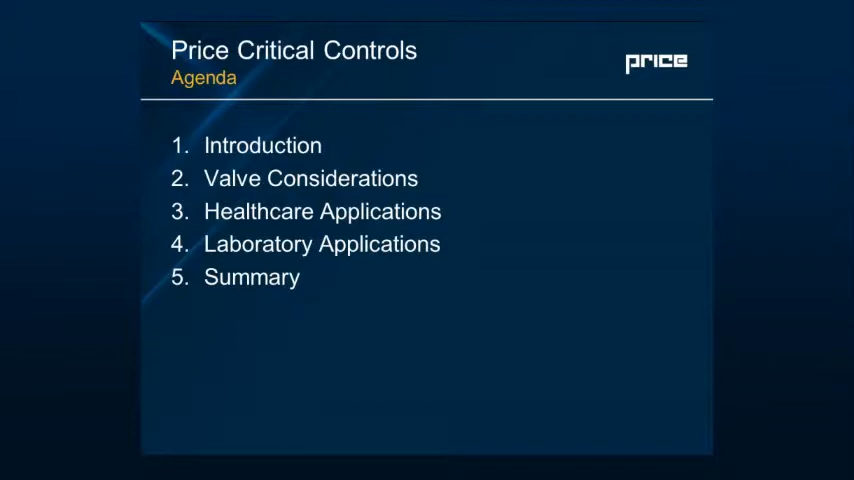 Price Critical Controls
Agenda
price
1. Introduction
2. Valve Considerations
3. Healthcare Applications
4. Laboratory Applications
5. Summary